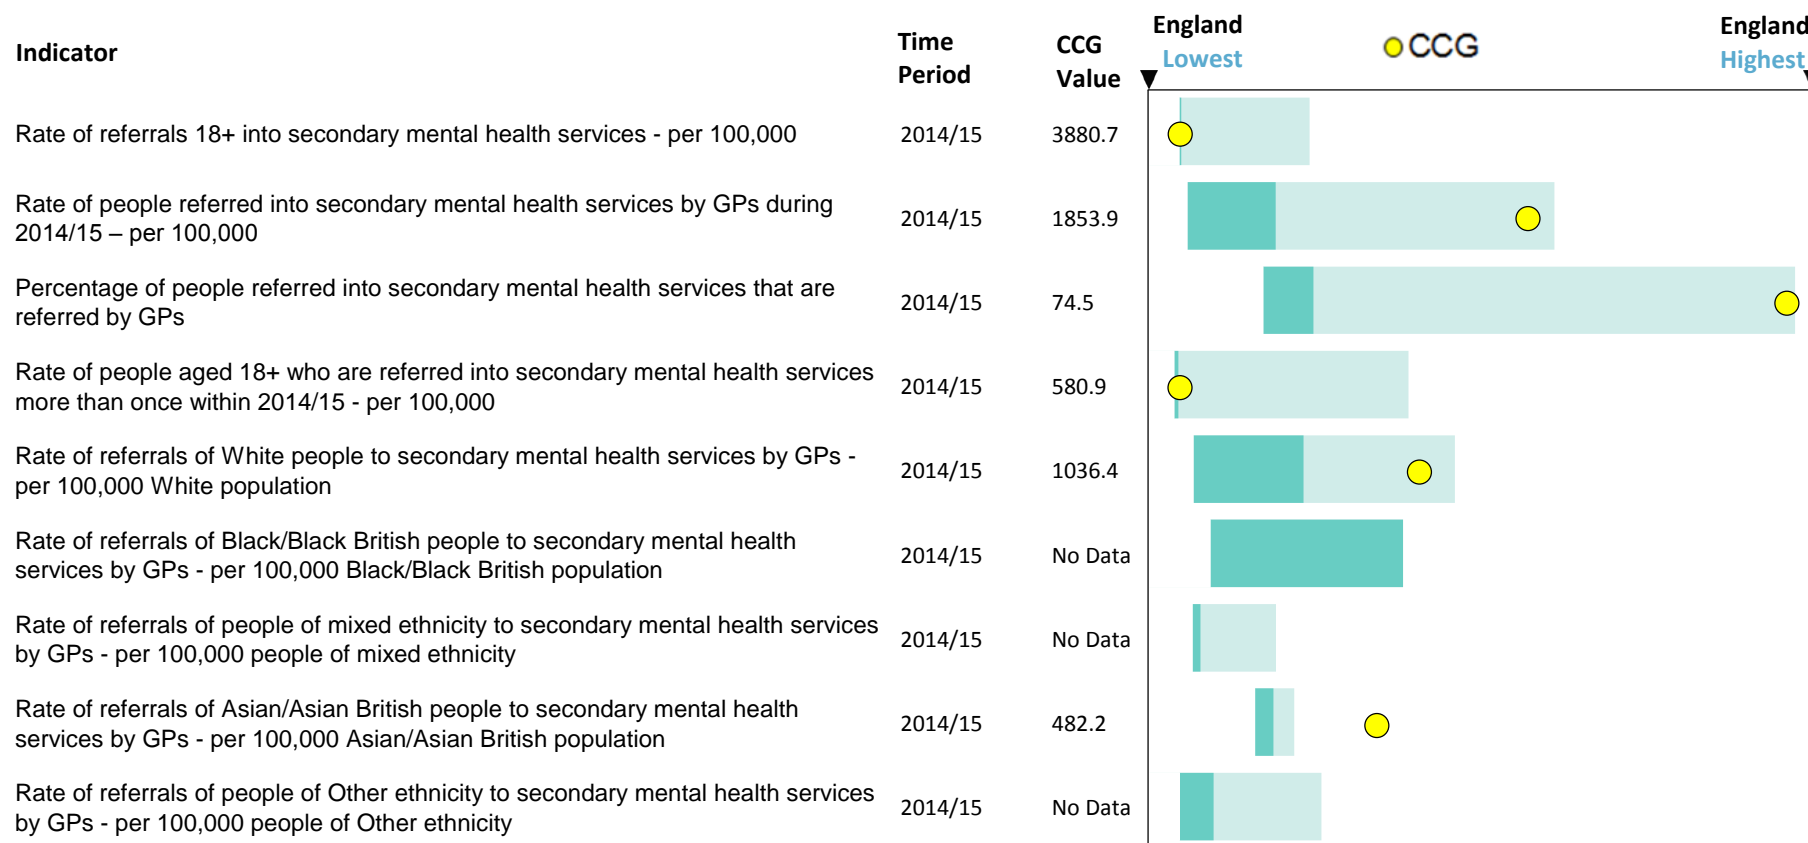 Indicator
Time
Period
CCG
Value
England
Lowest
CCG
England
Highest
Rate of referrals 18+ into secondary mental health services - per 100,000
2014/15
3880.7
Rate of people referred into secondary mental health services by GPs during
2014/15 – per 100,000
2014/15
1853.9
Percentage of people referred into secondary mental health services that are
referred by GPs
2014/15
74.5
Rate of people aged 18+ who are referred into secondary mental health services
more than once within 2014/15 - per 100,000
2014/15
580.9
Rate of referrals of White people to secondary mental health services by GPs -
per 100,000 White population
2014/15
1036.4
Rate of referrals of Black/Black British people to secondary mental health
services by GPs - per 100,000 Black/Black British population
2014/15
No Data
Rate of referrals of people of mixed ethnicity to secondary mental health services
by GPs - per 100,000 people of mixed ethnicity
2014/15
No Data
Rate of referrals of Asian/Asian British people to secondary mental health
services by GPs - per 100,000 Asian/Asian British population
2014/15
482.2
Rate of referrals of people of Other ethnicity to secondary mental health services
by GPs - per 100,000 people of Other ethnicity
2014/15
No Data